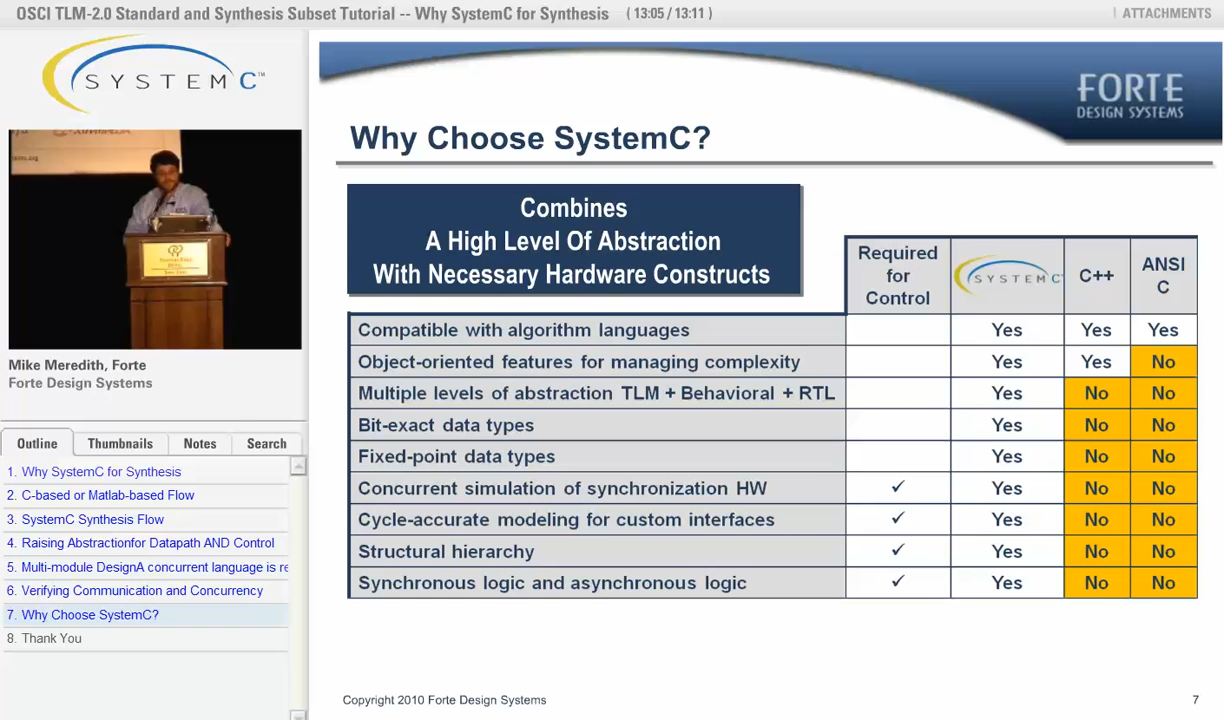 OSCI TLM-2.0 Standard and Synthesis Subset Tutorial -- Why SystemC for Synthesis ( 13:05 / 13:11 )
ATTACHMENTS
SYSTEMC™
Mike Meredith, Forte
Forte Design Systems
Outline Thumbnails Notes Search
1. Why SystemC for Synthesis
2. C-based or Matlab-based Flow
3. SystemC Synthesis Flow
4. Raising Abstractionfor Datapath AND Control
5. Multi-module DesignA concurrent language is re
6. Verifying Communication and Concurrency
7. Why Choose SystemC?
8. Thank You
FORTE
DESIGN SYSTEMS
Why Choose SystemC?
Combines
A High Level Of Abstraction
With Necessary Hardware Constructs
Required for Control SYSTEMC C++ ANSI C
Compatible with algorithm languages Yes Yes Yes
Object-oriented features for managing complexity Yes Yes No
Multiple levels of abstraction TLM + Behavioral + RTL Yes No No
Bit-exact data types Yes No No
Fixed-point data types Yes No No
Concurrent simulation of synchronization HW ✓ Yes No No
Cycle-accurate modeling for custom interfaces ✓ Yes No No
Structural hierarchy ✓ Yes No No
Synchronous logic and asynchronous logic ✓ Yes No No
Copyright 2010 Forte Design Systems
7